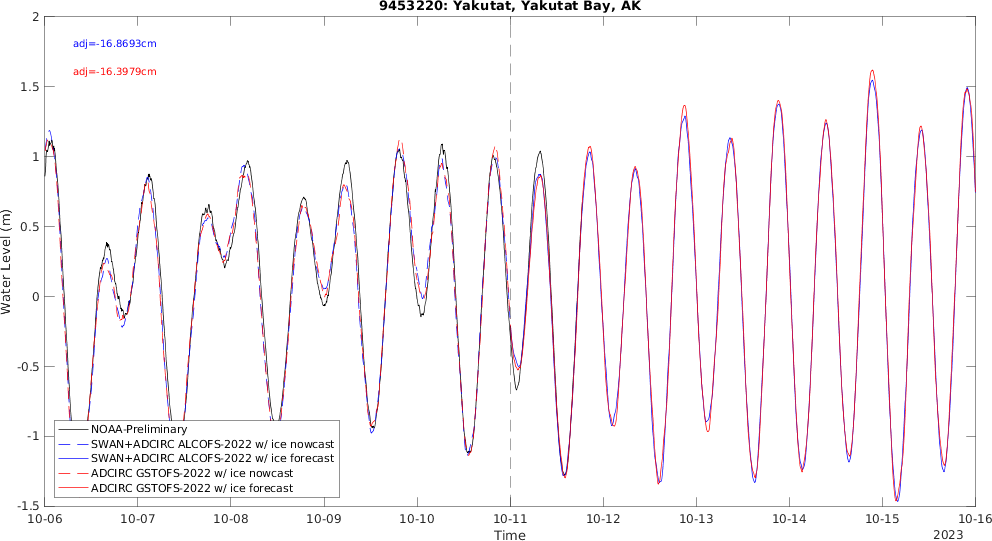 9453220: Yakutat, Yakutat Bay, AK
adj=-16.8693cm
adj=-16.3979cm
Water Level (m)
2
1.5
1
0.5
0
-0.5
-1
-1.5
NOAA-Preliminary
SWAN+ADCIRC ALCOFS-2022 w/ ice nowcast
SWAN+ADCIRC ALCOFS-2022 w/ ice forecast
ADCIRC GSTOFS-2022 w/ ice nowcast
ADCIRC GSTOFS-2022 w/ ice forecast
10-06 10-07 10-08 10-09 10-10 10-11 10-12 10-13 10-14 10-15 10-16
Time
2023